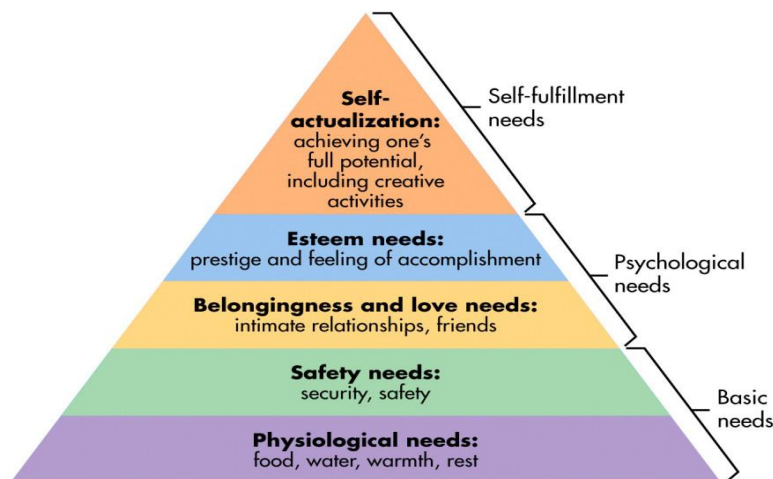 Self-
actualization:
achieving one's
full potential,
including creative
activities
Self-fulfillment
needs
Esteem needs:
prestige and feeling of accomplishment
Psychological
needs
Belongingness and love needs:
intimate relationships, friends
Safety needs:
security, safety
Basic
needs
Physiological needs:
food, water, warmth, rest